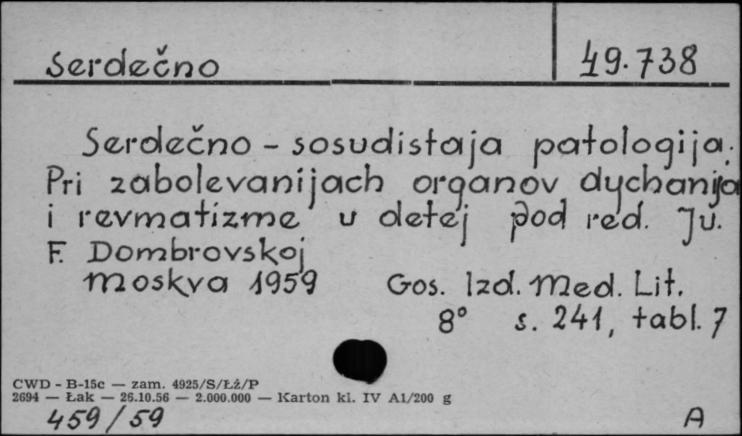 Serdečno
49.738
Serdečno - sosudistaja patologija.
Pri zabolevanijach organov dychanija
i revmatizme u detej pod red. Ju.
F. Dombrovskoj
Moskva 1959 Gos. Izd. Med. Lit.
8° s. 241, tabl. 7
CWD - B-15c — zam. 4925/S/Łż/P
2694 — Łak — 26.10.56 — 2.000.000 — Karton kl. IV A1/200 g
459/59
A